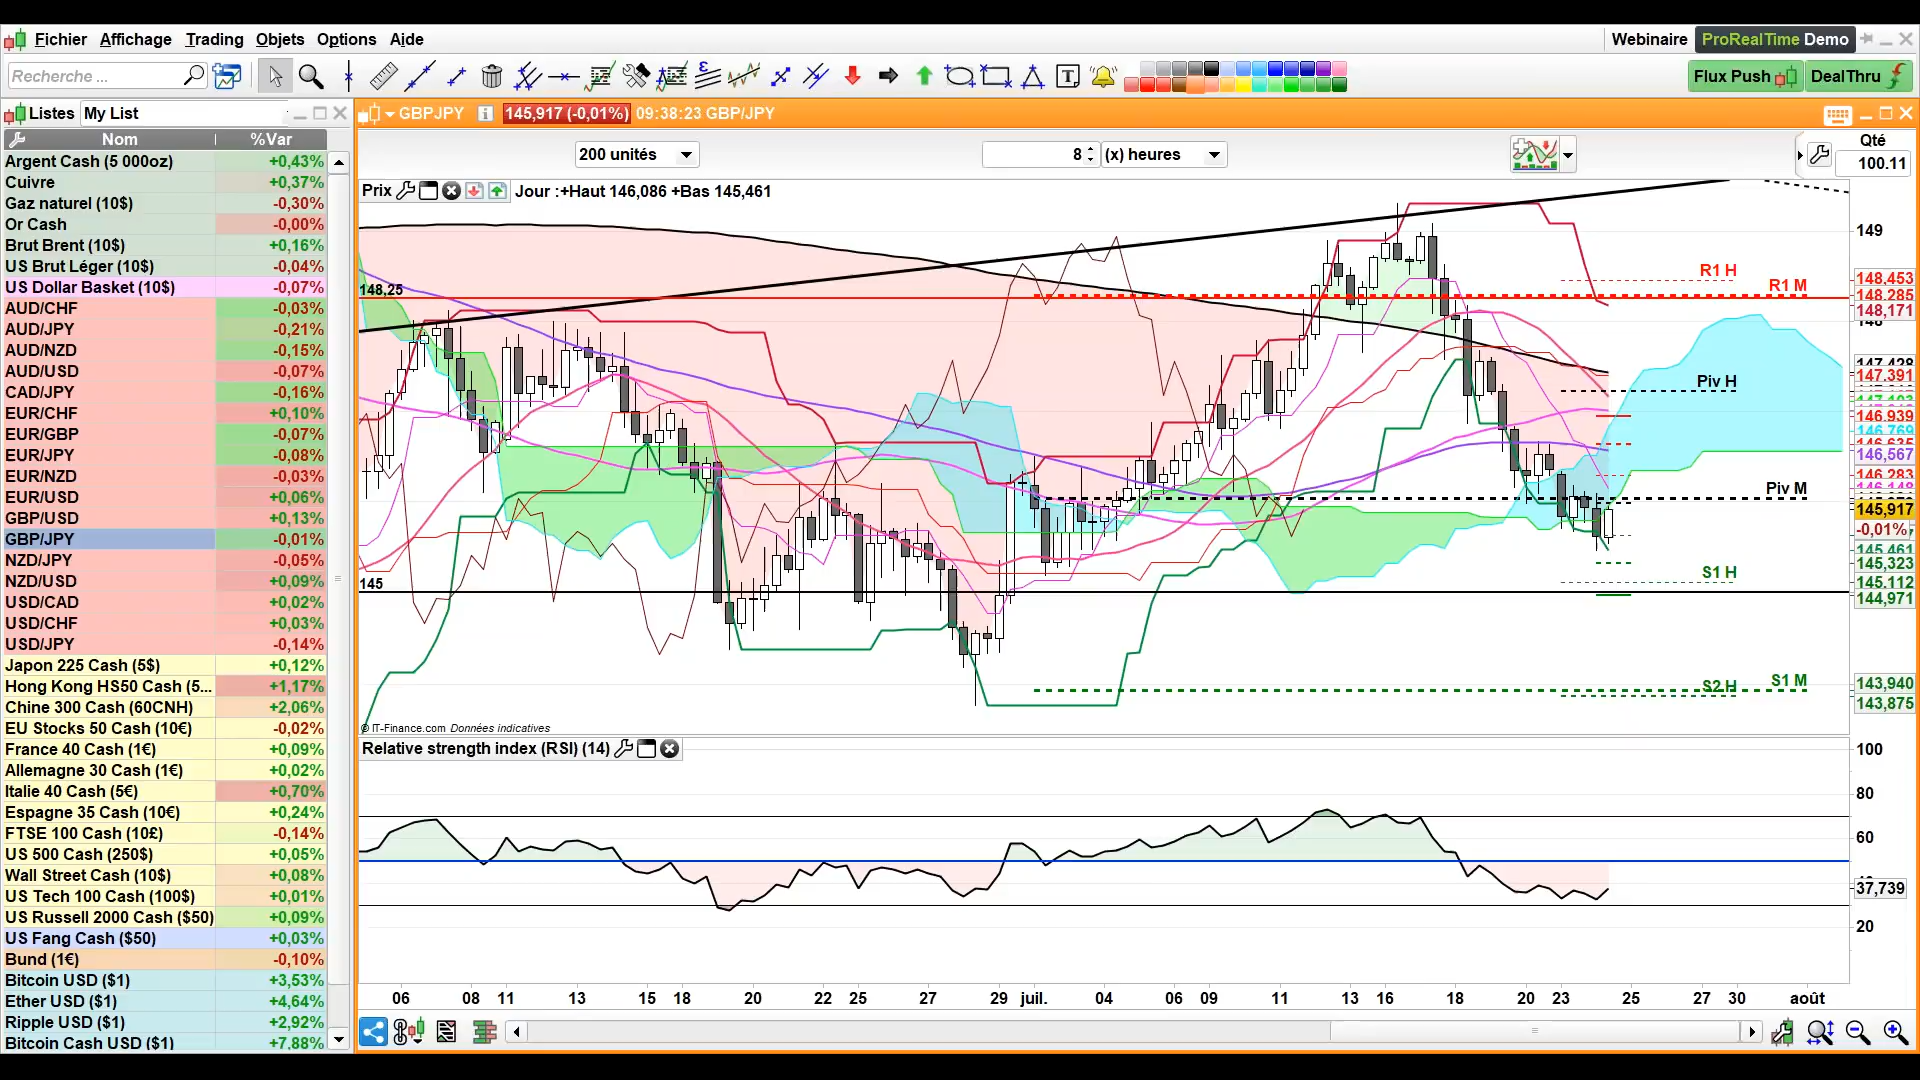 Fichier Affichage Trading Objets Options Aide
Webinaire ProRealTime Demo
Recherche ...
Flux Push DealThru
Listes My List
Nom %Var
Argent Cash (5 000oz) +0,43%
Cuivre +0,37%
Gaz naturel (10$) -0,30%
Or Cash -0,00%
Brut Brent (10$) +0,16%
US Brut Léger (10$) -0,04%
US Dollar Basket (10$) -0,07%
AUD/CHF -0,03%
AUD/JPY -0,21%
AUD/NZD -0,15%
AUD/USD -0,07%
CAD/JPY -0,16%
EUR/CHF +0,10%
EUR/GBP -0,07%
EUR/JPY -0,08%
EUR/NZD -0,03%
EUR/USD +0,06%
GBP/USD +0,13%
GBP/JPY -0,01%
NZD/JPY -0,05%
NZD/USD +0,09%
USD/CAD +0,02%
USD/CHF +0,03%
USD/JPY -0,14%
Japon 225 Cash (5$) +0,12%
Hong Kong HS50 Cash (5... +1,17%
Chine 300 Cash (60CNH) +2,06%
EU Stocks 50 Cash (10€) -0,02%
France 40 Cash (1€) +0,09%
Allemagne 30 Cash (1€) +0,02%
Italie 40 Cash (5€) +0,70%
Espagne 35 Cash (10€) +0,24%
FTSE 100 Cash (10£) -0,14%
US 500 Cash (250$) +0,05%
Wall Street Cash (10$) +0,08%
US Tech 100 Cash (100$) +0,01%
US Russell 2000 Cash ($50) +0,09%
US Fang Cash ($50) +0,03%
Bund (1€) -0,10%
Bitcoin USD ($1) +3,53%
Ether USD ($1) +4,64%
Ripple USD ($1) +2,92%
Bitcoin Cash USD ($1) +7,88%
GBPJPY 145,917 (-0,01%) 09:38:23 GBP/JPY
200 unités 8 (x) heures
Qté
100.11
Prix Jour :+Haut 146,086 +Bas 145,461
149
R1 H
148,453
148,25 R1 M
148,285
148,171
147,391
Piv H
146,939
146,567
146,283
Piv M
145,917
-0,01%
145,461
145,323
S1 H
145,112
145
144,971
S1 M
143,940
S2 H
143,875
© IT-Finance.com Données indicatives
Relative strength index (RSI) (14)
100
80
60
37,739
20
06 08 11 13 15 18 20 22 25 27 29 juil. 04 06 09 11 13 16 18 20 23 25 27 30 août